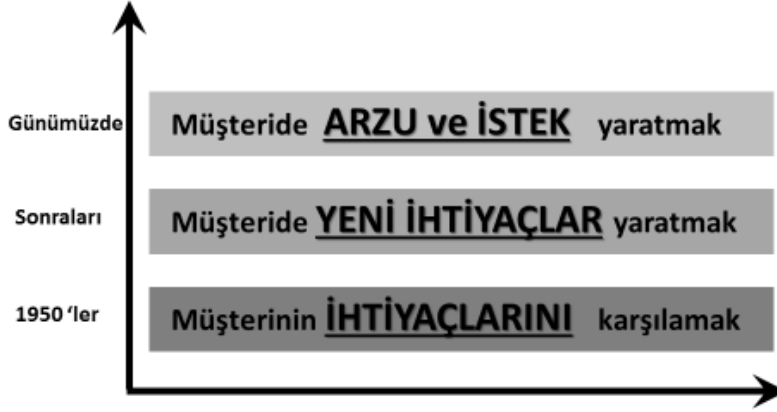 Günümüzde Müşteride ARZU ve İSTEK yaratmak
Sonraları Müşteride YENİ İHTİYAÇLAR yaratmak
1950 ‘ler Müşterinin İHTİYAÇLARINI karşılamak